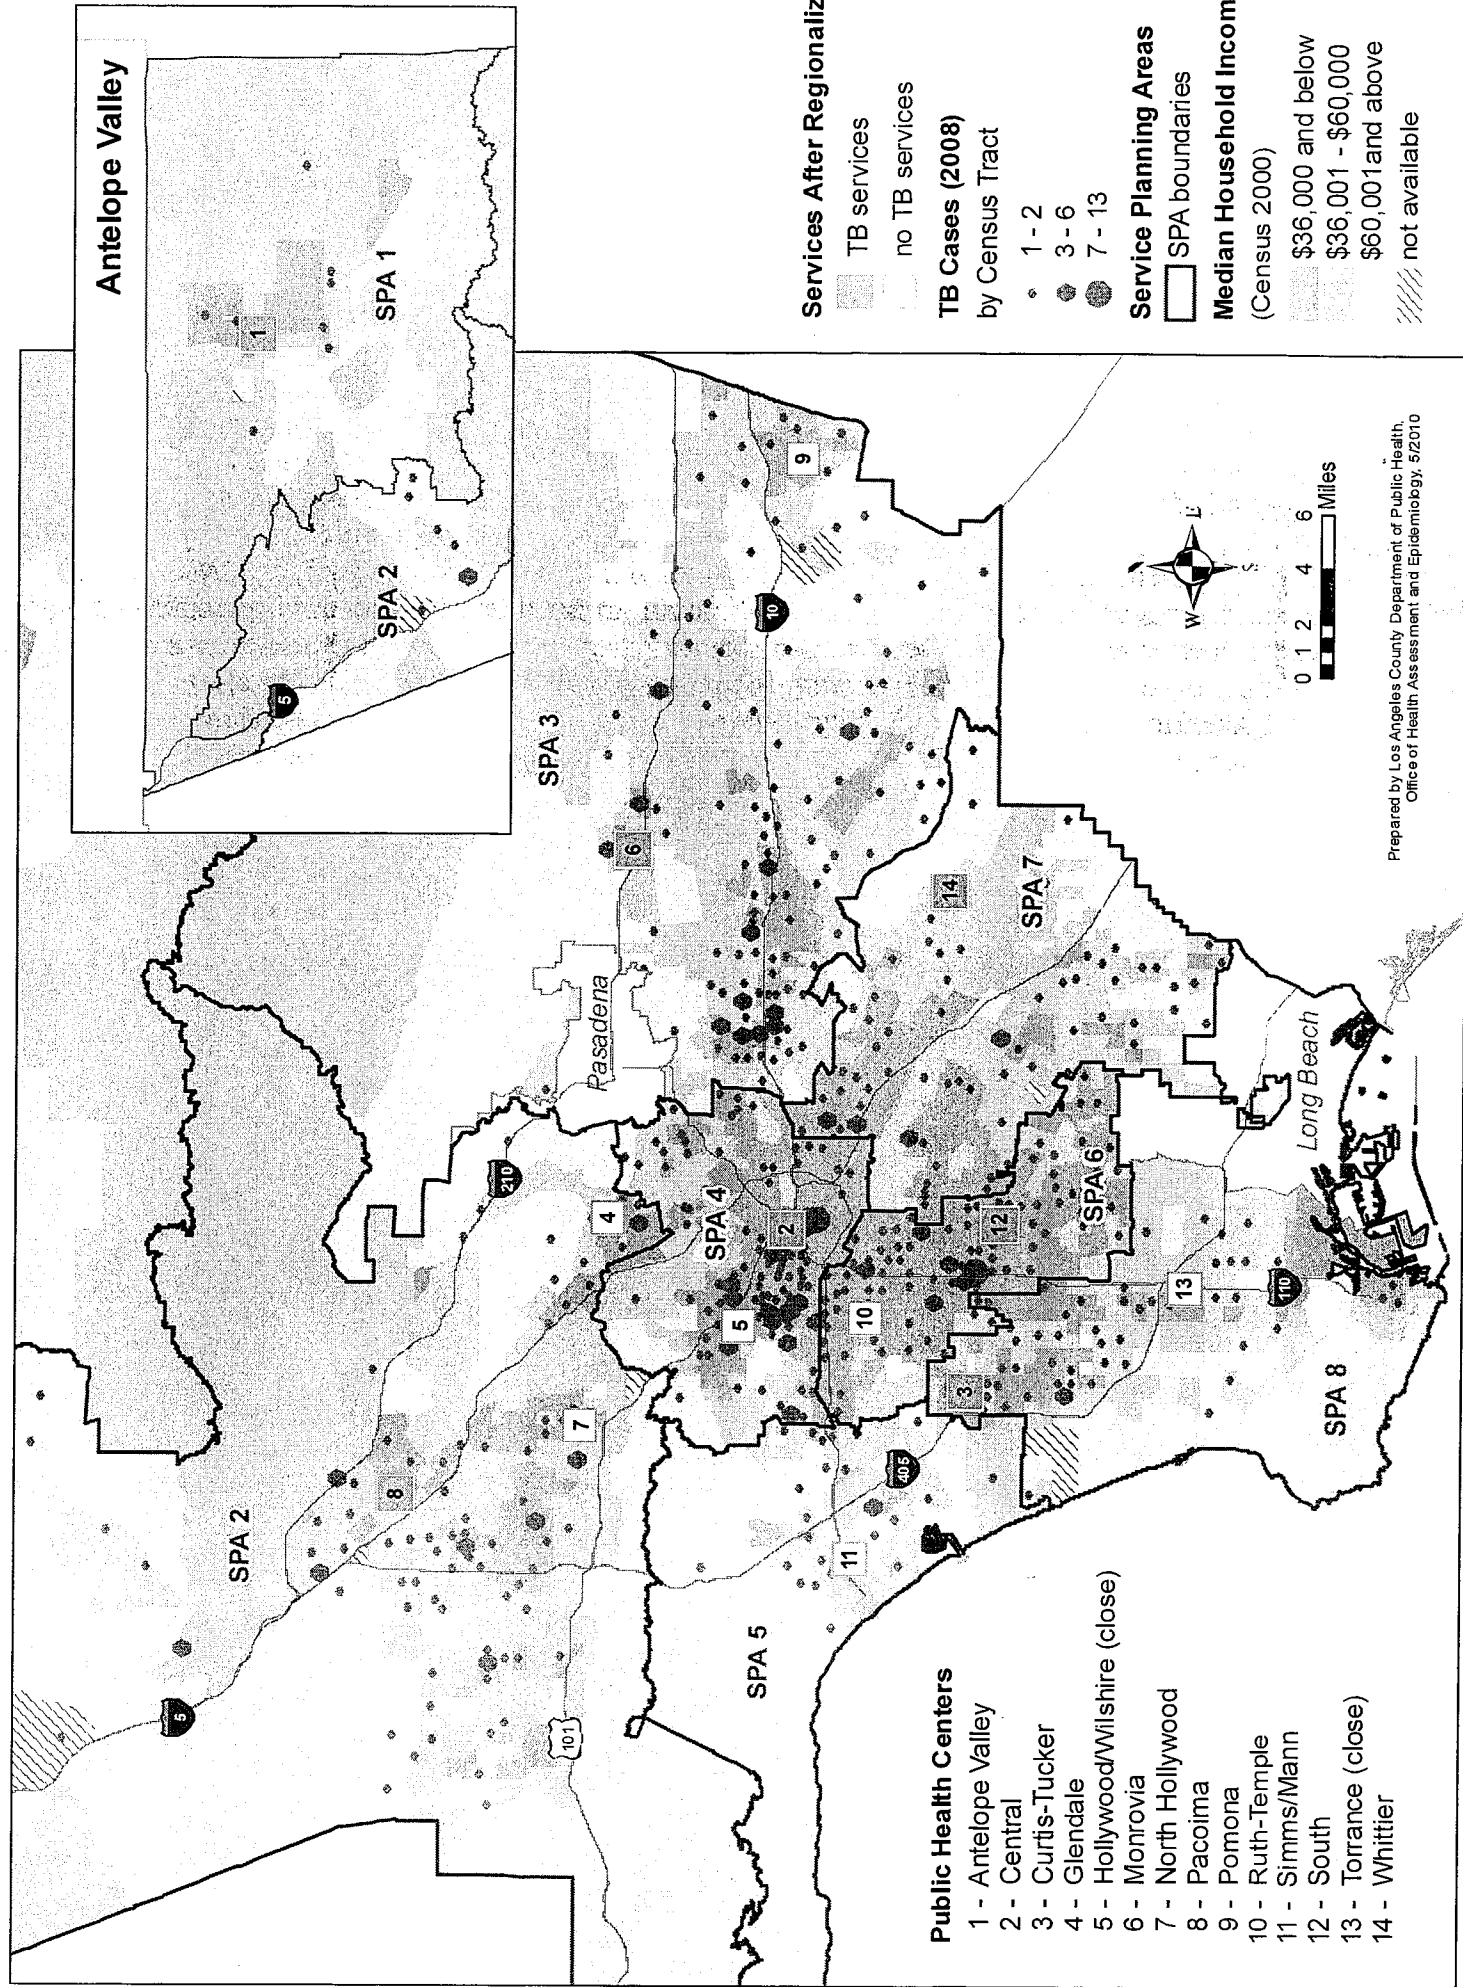 Antelope Valley
1
SPA 1
SPA 2
5
Services After Regionaliz
TB services
no TB services
TB Cases (2008)
by Census Tract
1 - 2
3 - 6
7 - 13
Service Planning Areas
SPA boundaries
Median Household Incom
(Census 2000)
$36,000 and below
$36,001 - $60,000
$60,001and above
not available
SPA 2
5
8
7
101
210
4
Pasadena
SPA 3
6
10
9
SPA 4
5
2
SPA 5
11
405
10
3
12
SPA 6
14
SPA 7
13
110
SPA 8
Long Beach
W
E
S
0 1 2 4 6
Miles
Public Health Centers
1 - Antelope Valley
2 - Central
3 - Curtis-Tucker
4 - Glendale
5 - Hollywood/Wilshire (close)
6 - Monrovia
7 - North Hollywood
8 - Pacoima
9 - Pomona
10 - Ruth-Temple
11 - Simms/Mann
12 - South
13 - Torrance (close)
14 - Whittier
Prepared by Los Angeles County Department of Public Health,
Office of Health Assessment and Epidemiology, 5/2010